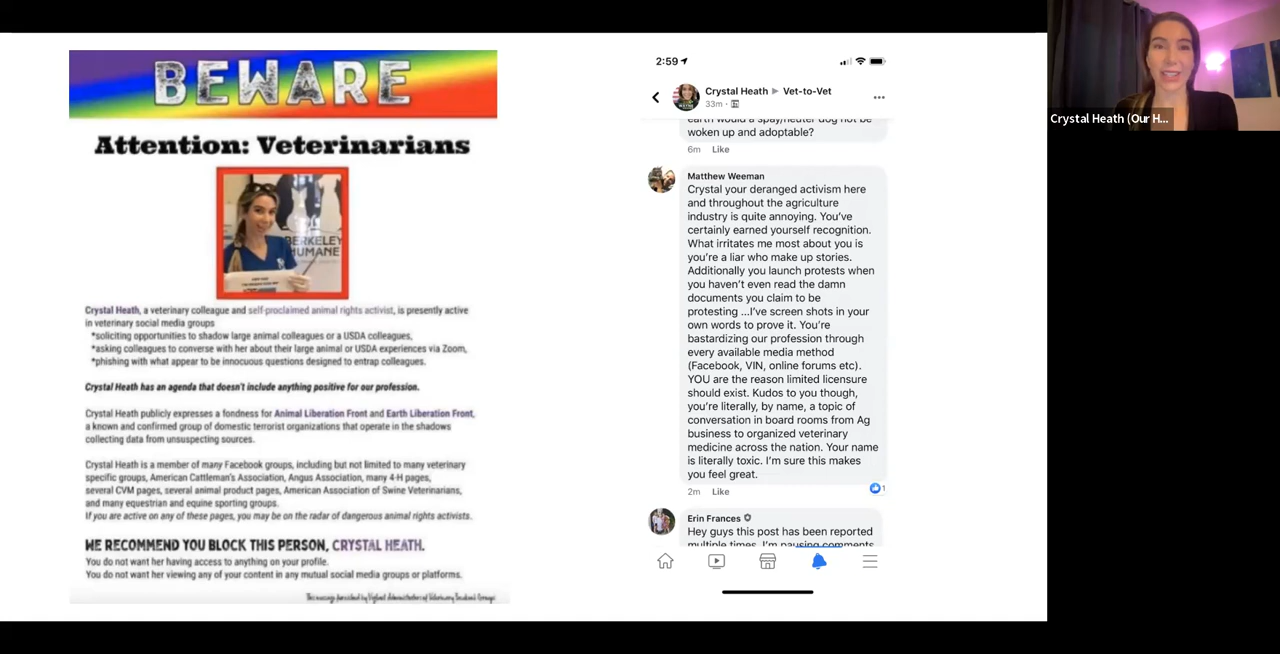 BEWARE
Attention: Veterinarians
BERKELEY
HUMANE
Crystal Heath, a veterinary colleague and self-proclaimed animal rights activist, is presently active
in veterinary social media groups
*soliciting opportunities to shadow large animal colleagues or a USDA colleagues,
*asking colleagues to converse with her about their large animal or USDA experiences via Zoom,
*phishing with what appear to be innocuous questions designed to entrap colleagues.
Crystal Heath has an agenda that doesn't include anything positive for our profession.
Crystal Heath publicly expresses a fondness for Animal Liberation Front and Earth Liberation Front,
a known and confirmed group of domestic terrorist organizations that operate in the shadows
collecting data from unsuspecting sources.
Crystal Heath is a member of many Facebook groups, including but not limited to many veterinary
specific groups, American Cattleman's Association, Angus Association, many 4-H pages,
several CVM pages, several animal product pages, American Association of Swine Veterinarians,
and many equestrian and equine sporting groups.
If you are active on any of these pages, you may be on the radar of dangerous animal rights activists.
WE RECOMMEND YOU BLOCK THIS PERSON, CRYSTAL HEATH.
You do not want her having access to anything on your profile.
You do not want her viewing any of your content in any mutual social media groups or platforms.
2:59
Crystal Heath ▶ Vet-to-Vet
33m ·
earth would a spay/neuter dog not be
woken up and adoptable?
6m Like
Matthew Weeman
Crystal your deranged activism here
and throughout the agriculture
industry is quite annoying. You've
certainly earned yourself recognition.
What irritates me most about you is
you're a liar who make up stories.
Additionally you launch protests when
you haven't even read the damn
documents you claim to be
protesting ...I've screen shots in your
own words to prove it. You're
bastardizing our profession through
every available media method
(Facebook, VIN, online forums etc).
YOU are the reason limited licensure
should exist. Kudos to you though,
you're literally, by name, a topic of
conversation in board rooms from Ag
business to organized veterinary
medicine across the nation. Your name
is literally toxic. I'm sure this makes
you feel great.
2m Like
1
Erin Frances
Hey guys this post has been reported
multiple times. I'm pausing comments
Crystal Heath (Our H...